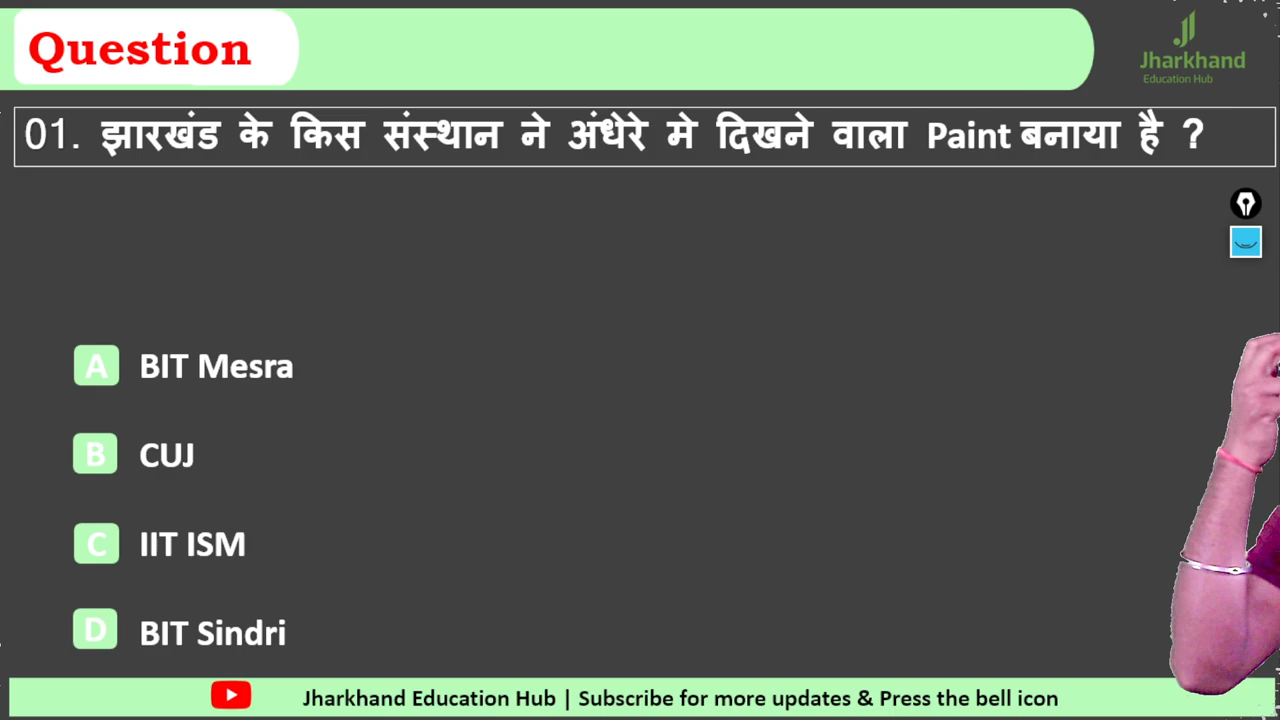 Question
Jharkhand
Education Hub
01. झारखंड के किस संस्थान ने अंधेरे मे दिखने वाला Paint बनाया है ?
A BIT Mesra
B CUJ
C IIT ISM
D BIT Sindri
Jharkhand Education Hub | Subscribe for more updates & Press the bell icon